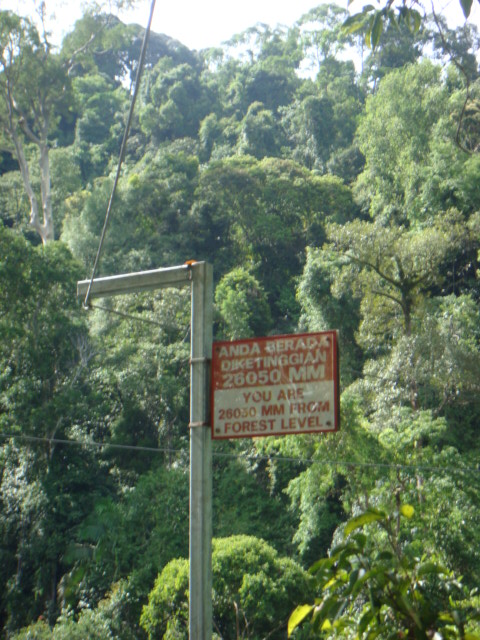 ANDA BERADA
DIKETINGGIAN
26050 MM
YOU ARE
26050 MM FROM
FOREST LEVEL